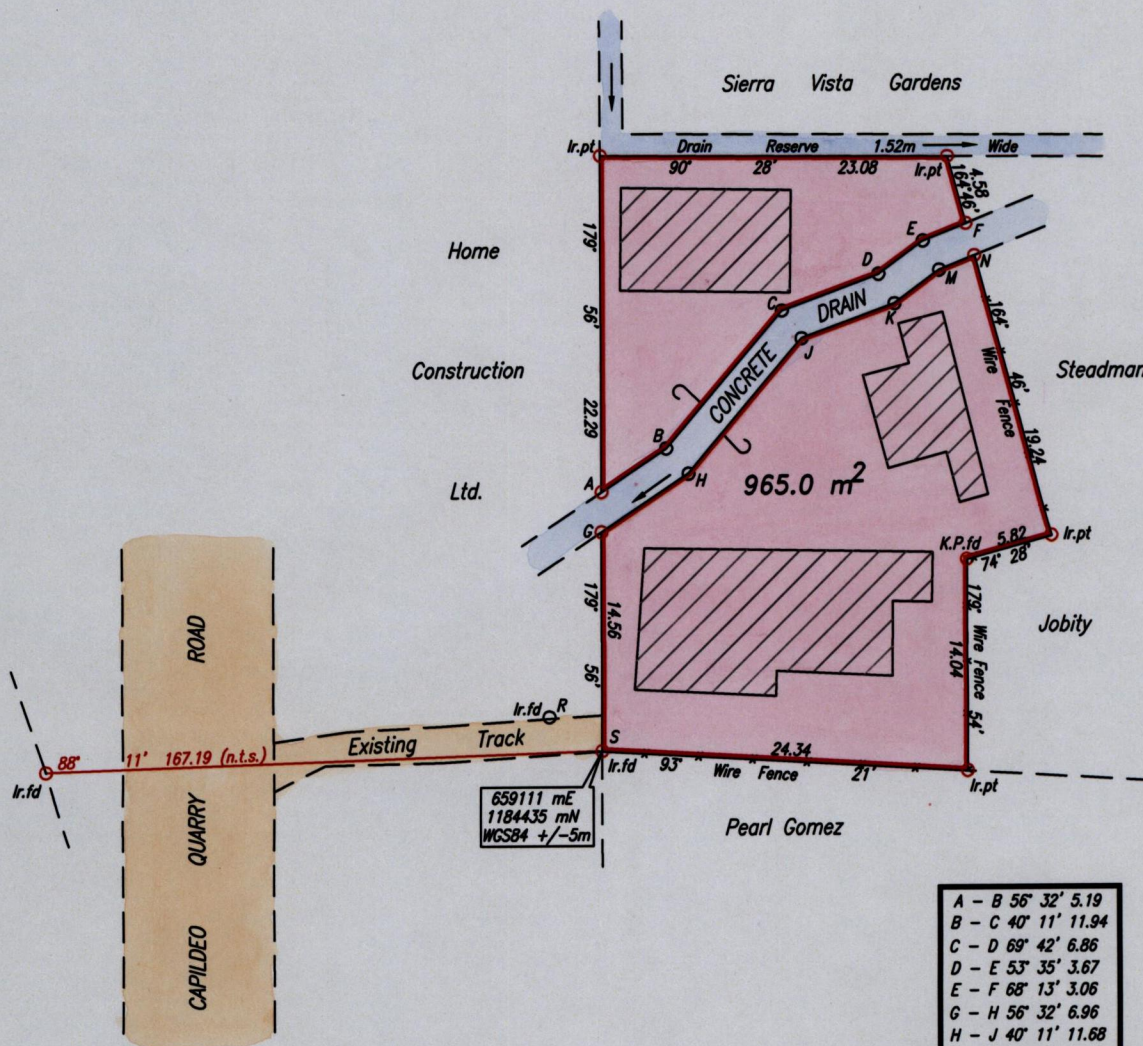 Sierra Vista Gardens
Ir.pt
Drain Reserve 1.52m Wide
90° 28' 23.08
Ir.pt
4.58
164°46'
F
E
N
D
M
Home
179° 56' 22.29
C
DRAIN
K
J
CONCRETE
164° 46' 19.24
Wire Fence
Steadman
Construction
B
H
965.0 m²
Ltd.
A
G
Ir.pt
K.P.fd 5.82
74° 28'
179° 56'
14.56
179° 54'
14.04
Wire Fence
Jobity
ROAD
Ir.fd R
Existing Track
S
88° 11' 167.19 (n.t.s.)
Ir.fd
Ir.fd 93° 21'
24.34
Wire Fence
Ir.pt
659111 mE
1184435 mN
WGS84 +/-5m
QUARRY
Pearl Gomez
CAPILDEO
A - B 56° 32' 5.19
B - C 40° 11' 11.94
C - D 69° 42' 6.86
D - E 53° 35' 3.67
E - F 68° 13' 3.06
G - H 56° 32' 6.96
H - J 40° 11' 11.68